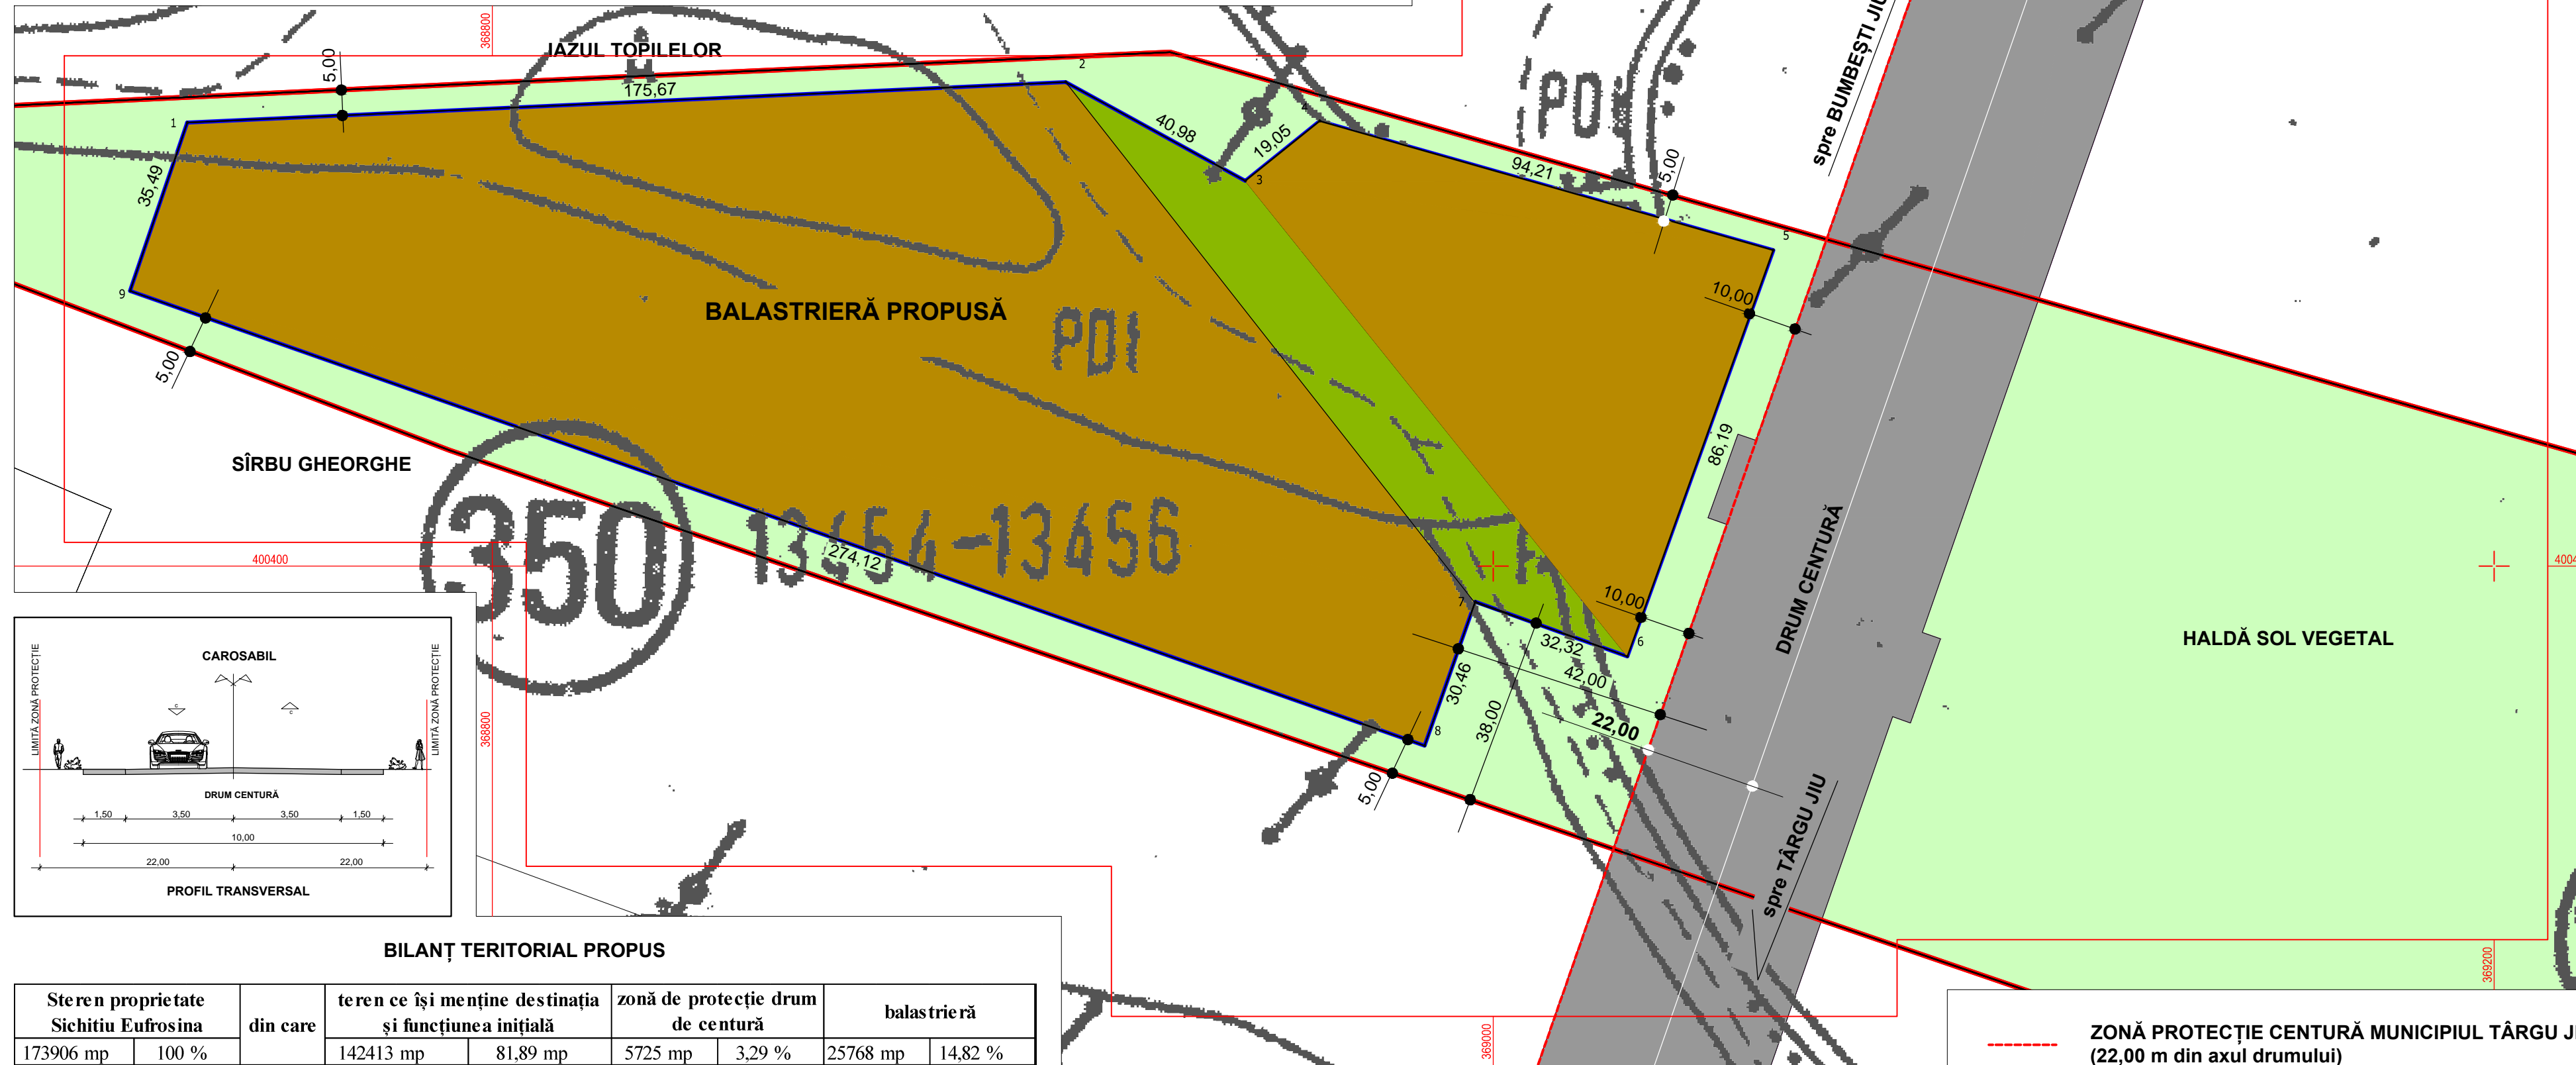 368800
IAZUL TOPILELOR
5,00
175,67
1
2
3
4
5
6
7
8
9
40,98
19,05
94,21
5,00
35,49
PD1
spre BUMBEȘTI JIU
10,00
BALASTRIERĂ PROPUSĂ
PD1
5,00
86,19
SÎRBU GHEORGHE
350
13454-13456
274,12
400400
10,00
32,32
42,00
30,46
38,00
22,00
5,00
DRUM CENTURĂ
HALDĂ SOL VEGETAL
spre TÂRGU JIU
368800
369000
369200
LIMITĂ ZONĂ PROTECȚIE
CAROSABIL
LIMITĂ ZONĂ PROTECȚIE
c
c
DRUM CENTURĂ
1,50 3,50 3,50 1,50
10,00
22,00 22,00
PROFIL TRANSVERSAL
BILANȚ TERITORIAL PROPUS
Steren proprietate Sichitiu Eufrosina
din care
teren ce își menține destinația și funcțiunea inițială
zonă de protecție drum de centură
balastrieră
173906 mp 100 % 142413 mp 81,89 mp 5725 mp 3,29 % 25768 mp 14,82 %
ZONĂ PROTECȚIE CENTURĂ MUNICIPIUL TÂRGU
(22,00 m din axul drumului)